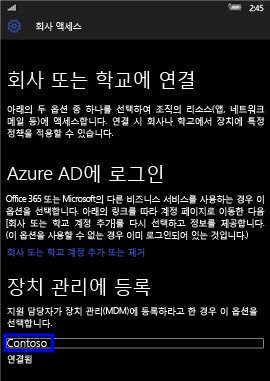 2:45
회사 액세스
회사 또는 학교에 연결
아래의 두 옵션 중 하나를 선택하여 조직의 리소스(앱, 네트워크
메일 등)에 액세스합니다. 연결 시 회사나 학교에서 장치에 특정
정책을 적용할 수 있습니다.
Azure AD에 로그인
Office 365 또는 Microsoft의 다른 비즈니스 서비스를 사용하는 경우 이
옵션을 선택합니다. 아래의 링크를 따라 계정 페이지로 이동한 다음
[회사 또는 학교 계정 추가]를 다시 선택하고 정보를 제공합니다.
(이 옵션을 사용할 수 없는 경우 이미 로그인되어 있는 것입니다.)
회사 또는 학교 계정 추가 또는 제거
장치 관리에 등록
지원 담당자가 장치 관리(MDM)에 등록하라고 한 경우 이 옵션을
선택합니다.
Contoso
연결됨